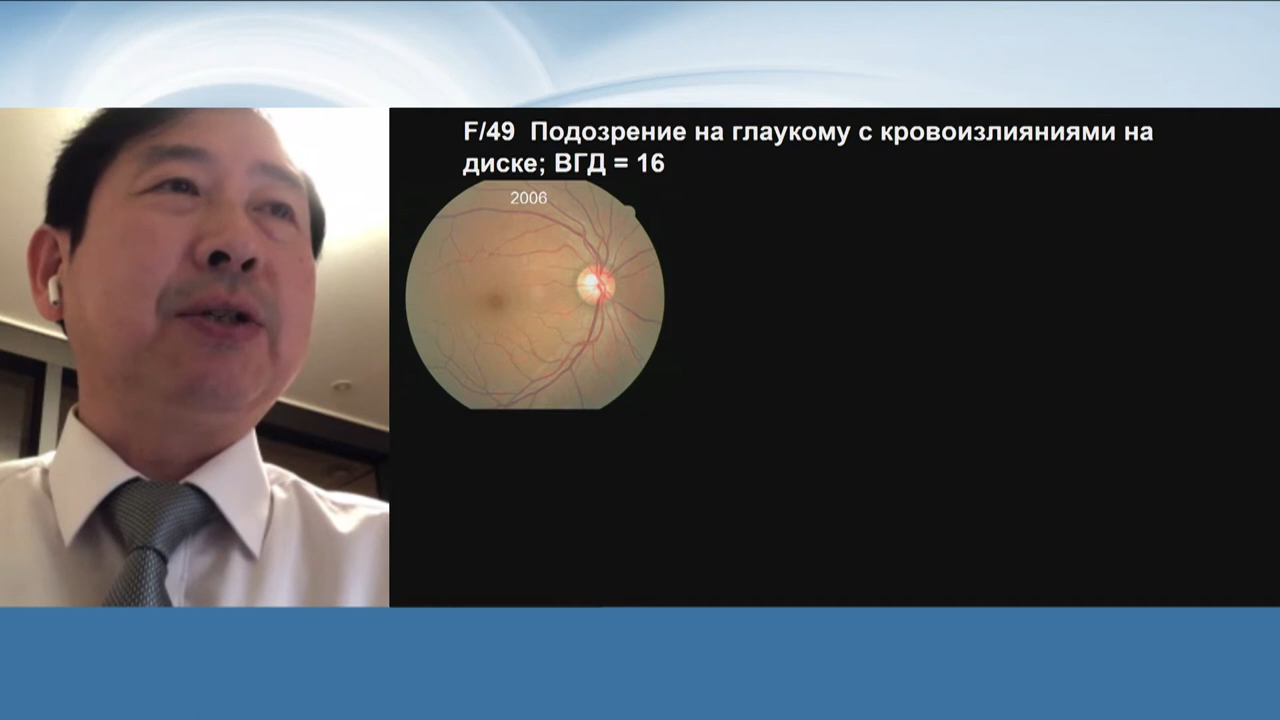 F/49 Подозрение на глаукому с кровоизлияниями на
диске; ВГД = 16
2006